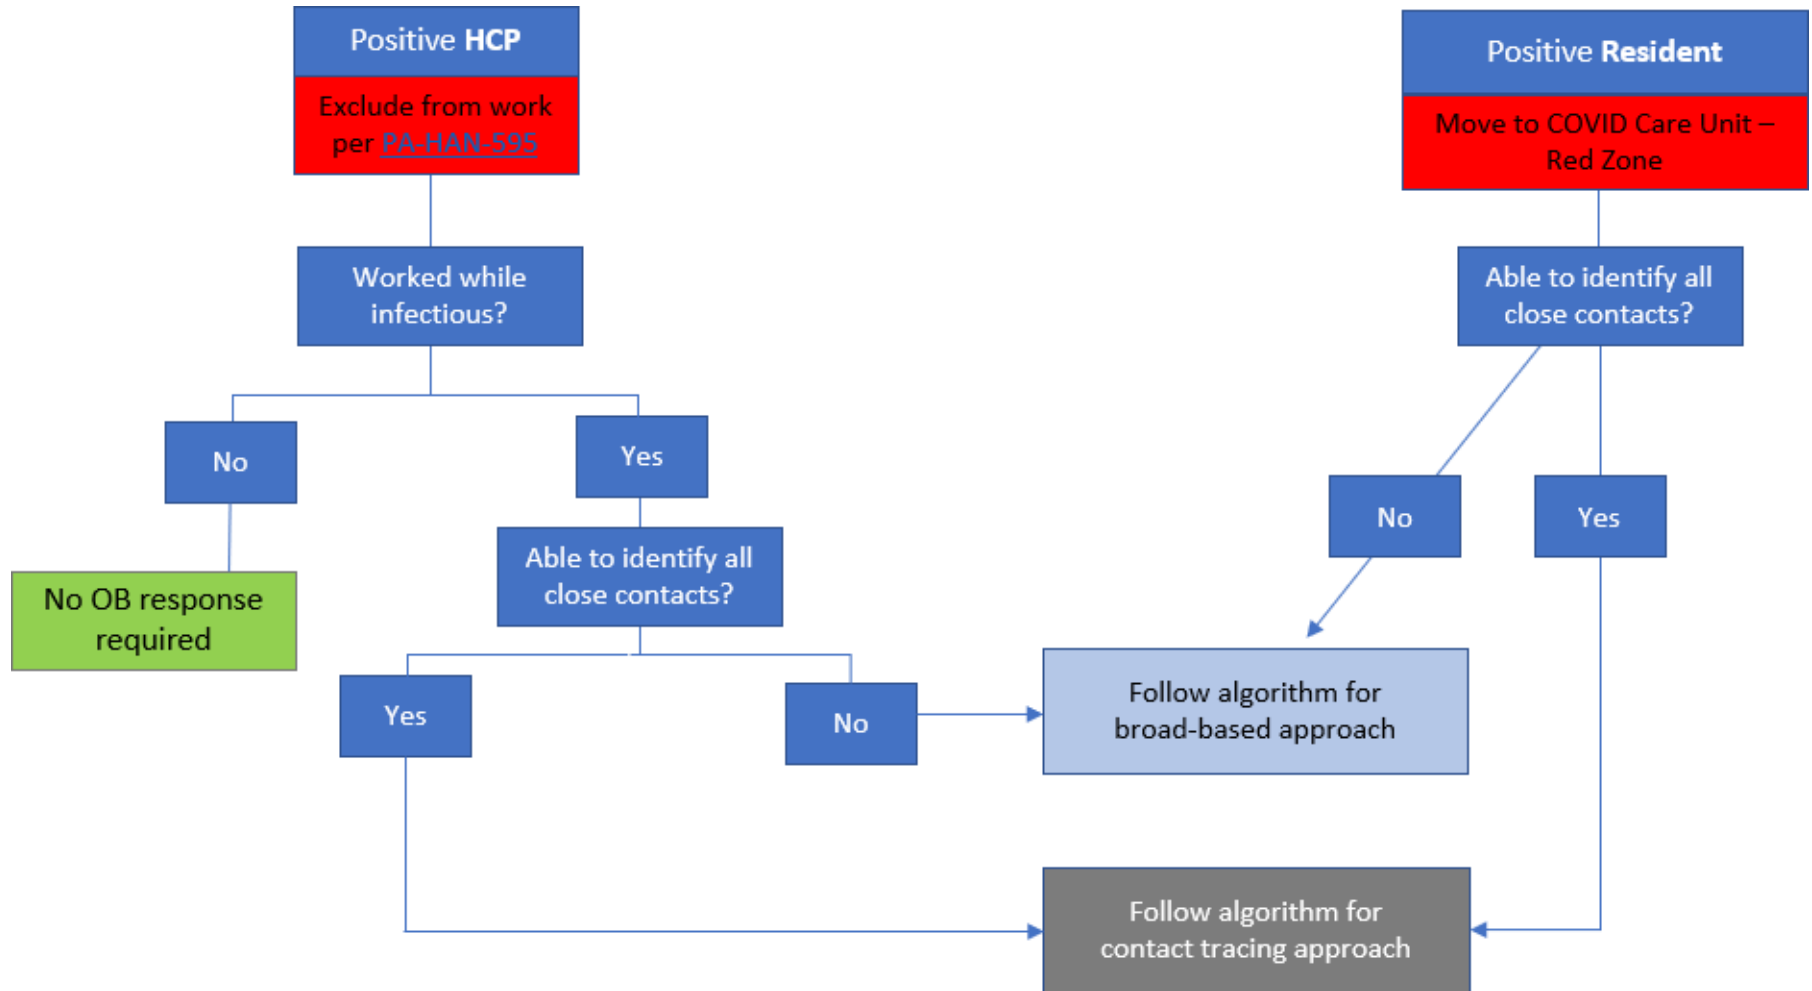 Positive HCP
Exclude from work
per PA-HAN-595
Worked while
infectious?
No
Yes
No OB response
required
Able to identify all
close contacts?
Yes
No
Positive Resident
Move to COVID Care Unit –
Red Zone
Able to identify all
close contacts?
No
Yes
Follow algorithm for
broad-based approach
Follow algorithm for
contact tracing approach